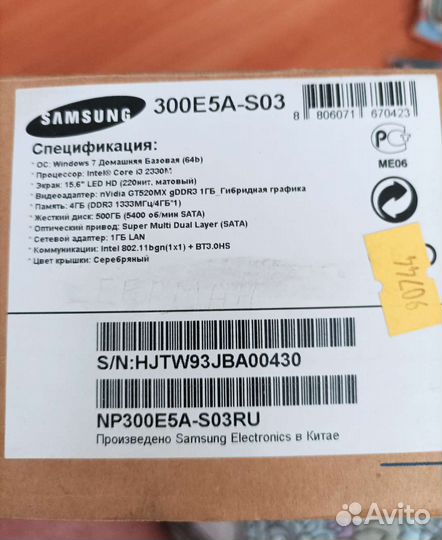 SAMSUNG 300E5A-S03
8 806071 670423
Спецификация:
ME06
ОС: Windows 7 Домашняя Базовая (64b)
Процессор: Intel® Core i3 2330M
Экран: 15.6" LED HD (220нит, матовый)
Видеоадаптер: nVidia GT520MX gDDR3 1ГБ, Гибридная графика
Память: 4ГБ (DDR3 1333МГц/4ГБ*1)
Жесткий диск: 500ГБ (5400 об/мин SATA)
Оптический привод: Super Multi Dual Layer (SATA)
Сетевой адаптер: 1ГБ LAN
Коммуникации: Intel 802.11bgn(1x1) + BT3.0HS
Цвет крышки: Серебряный
90744
S/N:HJTW93JBA00430
NP300E5A-S03RU
Произведено Samsung Electronics в Китае
Avito